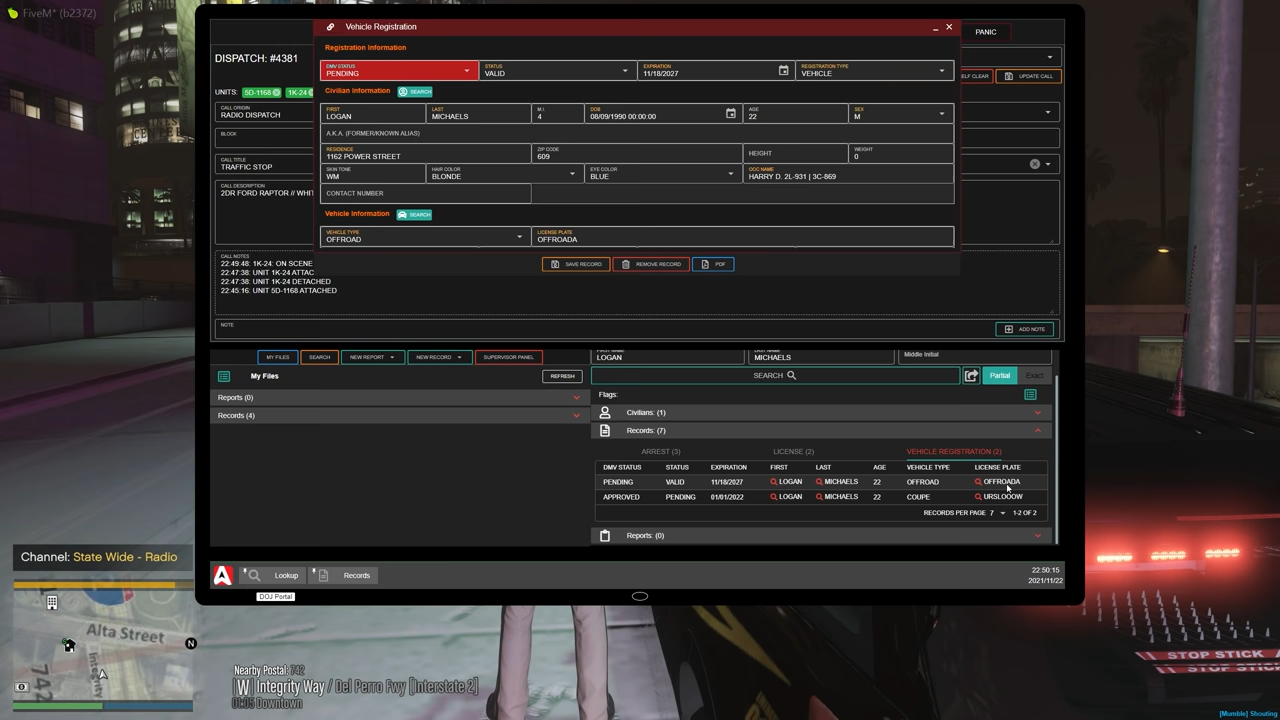 FiveM* (b2372)
Vehicle Registration
PANIC
Registration Information
DISPATCH: #4381
DMV STATUS
PENDING
STATUS
VALID
EXPIRATION
11/18/2027
REGISTRATION TYPE
VEHICLE
ELF CLEAR
UPDATE CALL
UNITS: 5D-1168 1K-24
Civilian Information SEARCH
CALL ORIGIN
RADIO DISPATCH
FIRST
LOGAN
LAST
MICHAELS
M.I.
4
DOB
08/09/1990 00:00:00
AGE
22
SEX
M
BLOCK
A.K.A. (FORMER/KNOWN ALIAS)
CALL TITLE
TRAFFIC STOP
RESIDENCE
1162 POWER STREET
ZIP CODE
609
HEIGHT
WEIGHT
0
SKIN TONE
WM
HAIR COLOR
BLONDE
EYE COLOR
BLUE
OOC NAME
HARRY D. 2L-931 | 3C-869
CALL DESCRIPTION
2DR FORD RAPTOR // WHIT
CONTACT NUMBER
Vehicle Information SEARCH
VEHICLE TYPE
OFFROAD
LICENSE PLATE
OFFROADA
CALL NOTES
22:49:48: 1K-24: ON SCENE
22:47:38: UNIT 1K-24 ATTAC
22:47:38: UNIT 1K-24 DETACHED
22:45:16: UNIT 5D-1168 ATTACHED
SAVE RECORD
REMOVE RECORD
PDF
NOTE
ADD NOTE
MY FILES
SEARCH
NEW REPORT
NEW RECORD
SUPERVISOR PANEL
LOGAN
MICHAELS
Middle Initial
My Files
REFRESH
SEARCH
Partial
Exact
Flags:
Reports (0)
Records (4)
Civilians: (1)
Records: (7)
ARREST (3) LICENSE (2) VEHICLE REGISTRATION (2)
DMV STATUS STATUS EXPIRATION FIRST LAST AGE VEHICLE TYPE LICENSE PLATE
PENDING VALID 11/18/2027 LOGAN MICHAELS 22 OFFROAD OFFROADA
APPROVED PENDING 01/01/2022 LOGAN MICHAELS 22 COUPE URSLOOOW
RECORDS PER PAGE 7 1-2 OF 2
Reports: (0)
Lookup
Records
22:50:15
2021/11/22
DOJ Portal
Channel: State Wide - Radio
Alta Street
N
Nearby Postal: 742
[W] Integrity Way / Del Perro Fwy [Interstate 2]
01:05 Downtown
STOP STICK
STOP STICK
[Mumble] Shouting